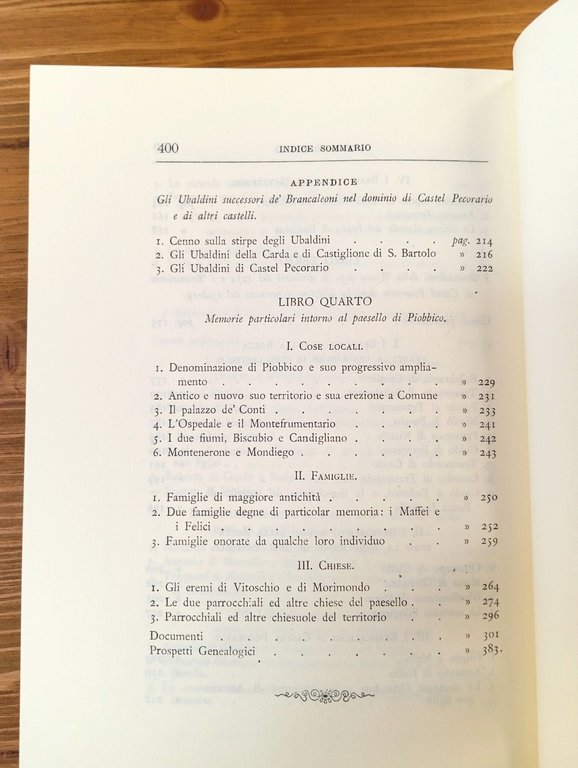 400 INDICE SOMMARIO
APPENDICE
Gli Ubaldini successori de' Brancaleoni nel dominio di Castel Pecorario
e di altri castelli.
1. Cenno sulla stirpe degli Ubaldini . . . . pag. 214
2. Gli Ubaldini della Carda e di Castiglione di S. Bartolo » 216
3. Gli Ubaldini di Castel Pecorario . . . . » 222
LIBRO QUARTO
Memorie particolari intorno al paesello di Piobbico.
I. COSE LOCALI.
1. Denominazione di Piobbico e suo progressivo amplia-
mento . . . . . . . . . » 229
2. Antico e nuovo suo territorio e sua erezione a Comune » 231
3. Il palazzo de' Conti . . . . . . » 233
4. L'Ospedale e il Montefrumentario . . . . » 241
5. I due fiumi, Biscubio e Candigliano . . . . » 242
6. Montenerone e Mondiego . . . . . . » 243
II. FAMIGLIE.
1. Famiglie di maggiore antichità . . . . . » 250
2. Due famiglie degne di particolar memoria: i Maffei e
i Felici . . . . . . . . . » 252
3. Famiglie onorate da qualche loro individuo . . . » 259
III. CHIESE.
1. Gli eremi di Vitoschio e di Morimondo . . . » 264
2. Le due parrocchiali ed altre chiese del paesello . . » 274
3. Parrocchiali ed altre chiesuole del territorio . . » 296
Documenti . . . . . . . . . » 301
Prospetti Genealogici . . . . . . . » 383.